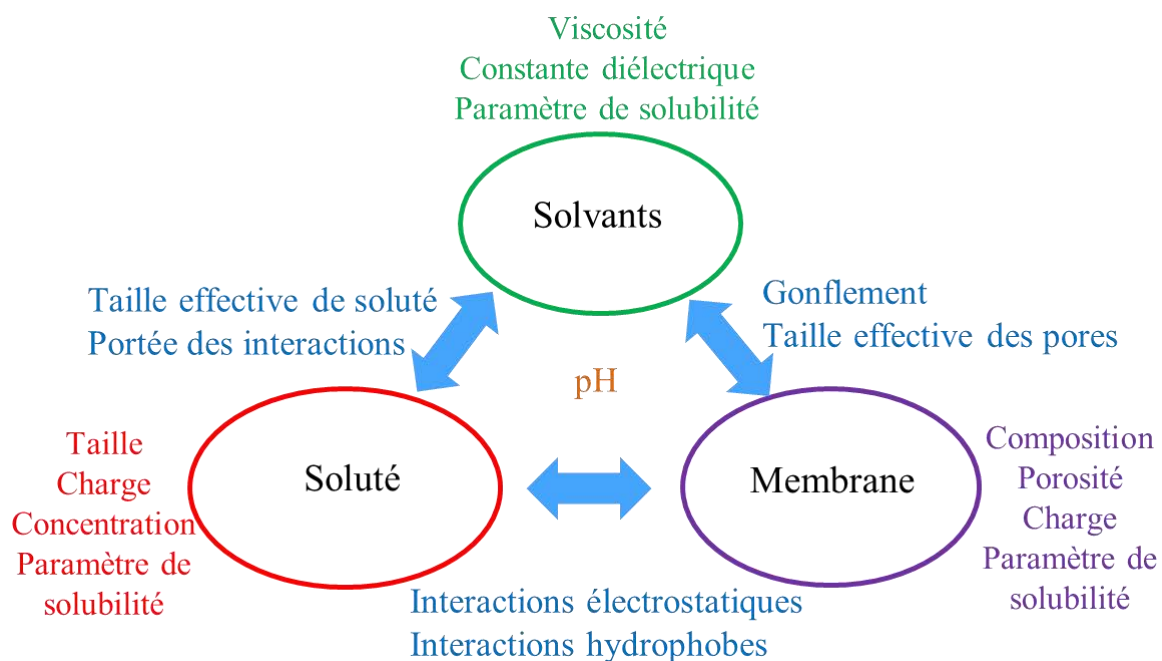 Viscosité
Constante diélectrique
Paramètre de solubilité
Solvants
Taille effective de soluté
Portée des interactions
Gonflement
Taille effective des pores
pH
Taille
Charge
Concentration
Paramètre de
solubilité
Soluté
Membrane
Composition
Porosité
Charge
Paramètre de
solubilité
Interactions électrostatiques
Interactions hydrophobes